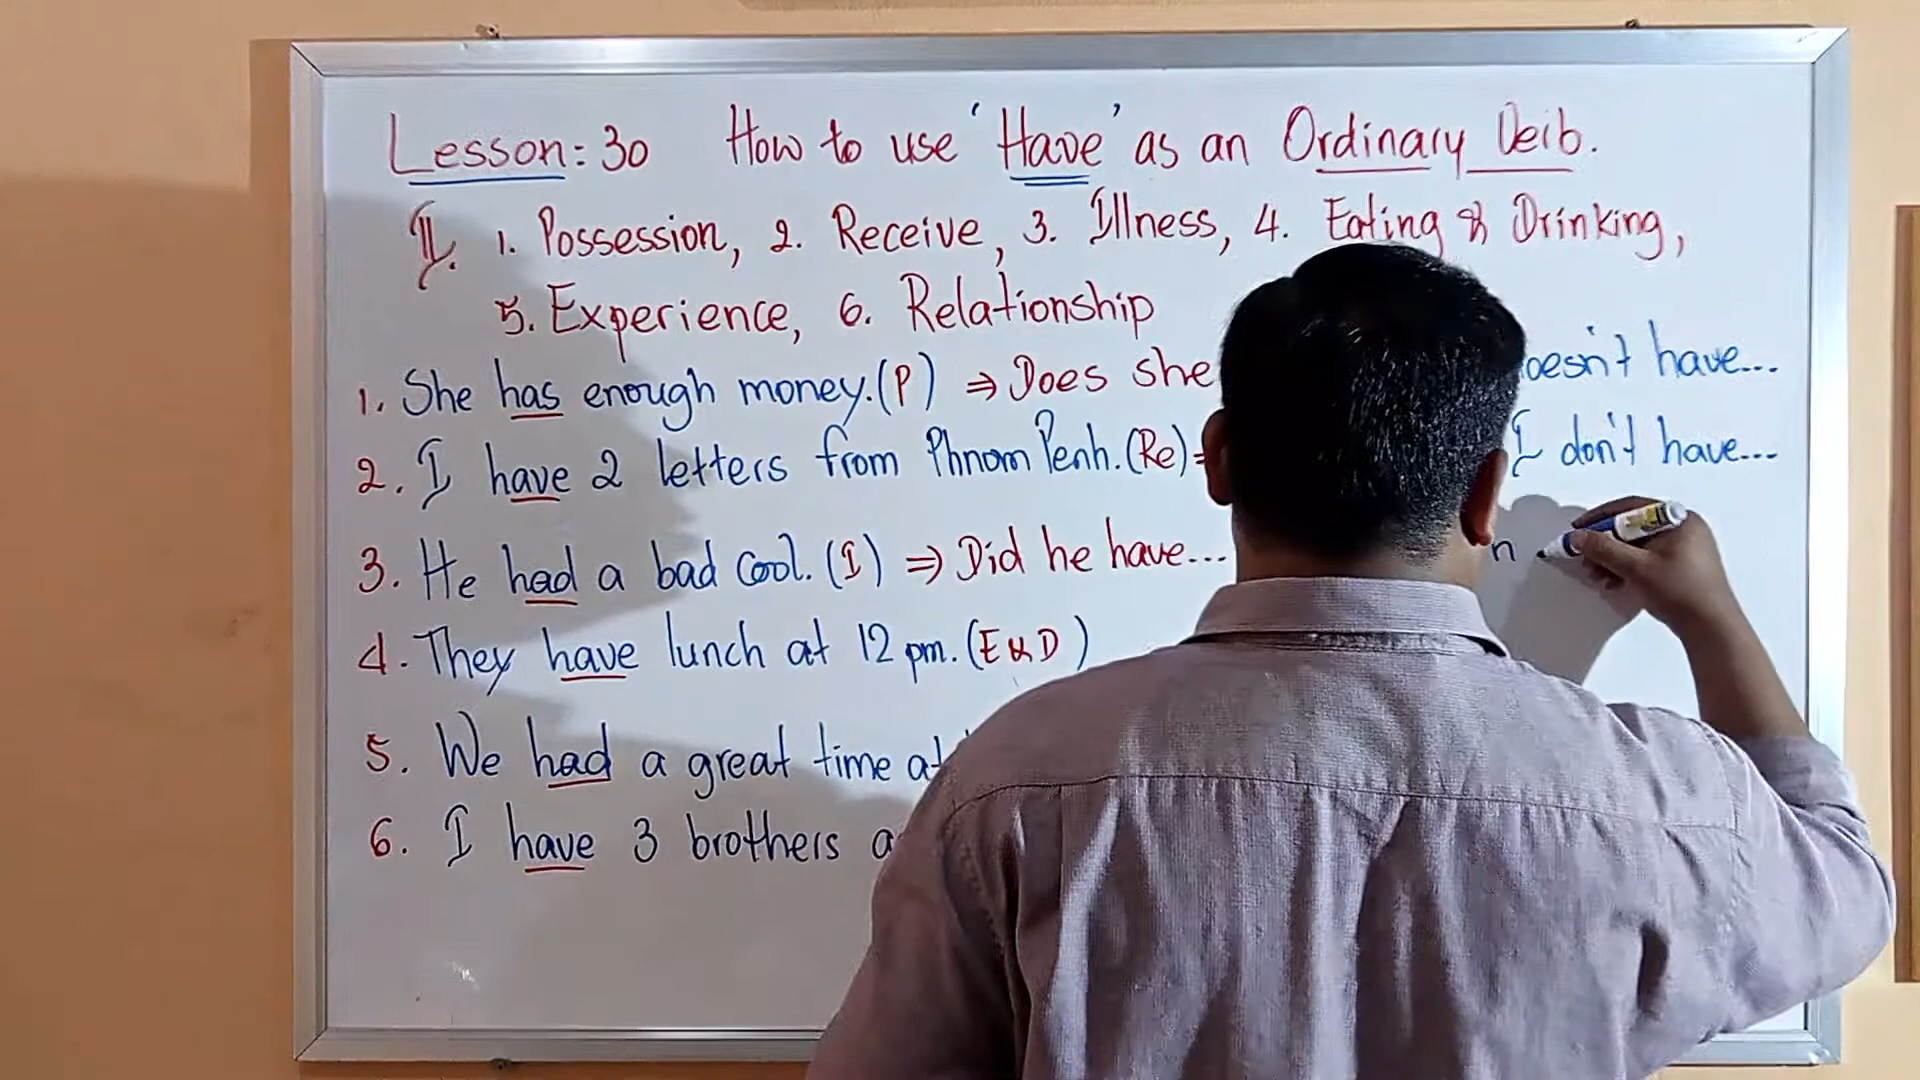 Lesson: 30 How to use 'Have' as an Ordinary Verb.
II. 1. Possession, 2. Receive, 3. Illness, 4. Eating & Drinking,
5. Experience, 6. Relationship
1. She has enough money. (P) ⇒ Does she oesn't have...
2. I have 2 letters from Phnom Penh. (Re) I don't have...
3. He had a bad cool. (I) ⇒ Did he have... n
4. They have lunch at 12 pm. (E & D)
5. We had a great time at
6. I have 3 brothers